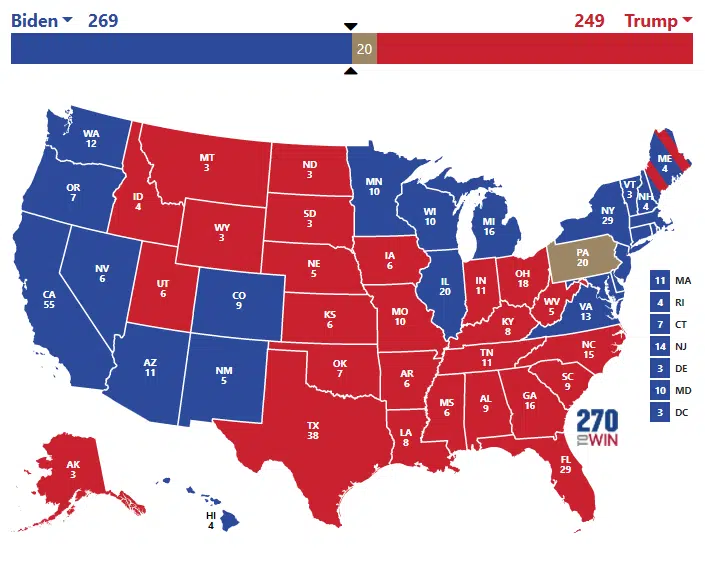 Biden 269
249 Trump
20
WA
12
MT
3
ND
3
MN
10
ME
4
VT
3
NH
4
OR
7
ID
4
SD
3
WI
10
MI
16
NY
29
WY
3
PA
20
NE
5
IA
6
NV
6
UT
6
CO
9
IL
20
IN
11
OH
18
CA
55
KS
6
MO
10
WV
5
VA
13
KY
8
AZ
11
NM
5
OK
7
AR
6
TN
11
NC
15
SC
9
MS
6
AL
9
GA
16
TX
38
LA
8
FL
29
AK
3
HI
4
11 MA
4 RI
7 CT
14 NJ
3 DE
10 MD
3 DC
270
TOWIN